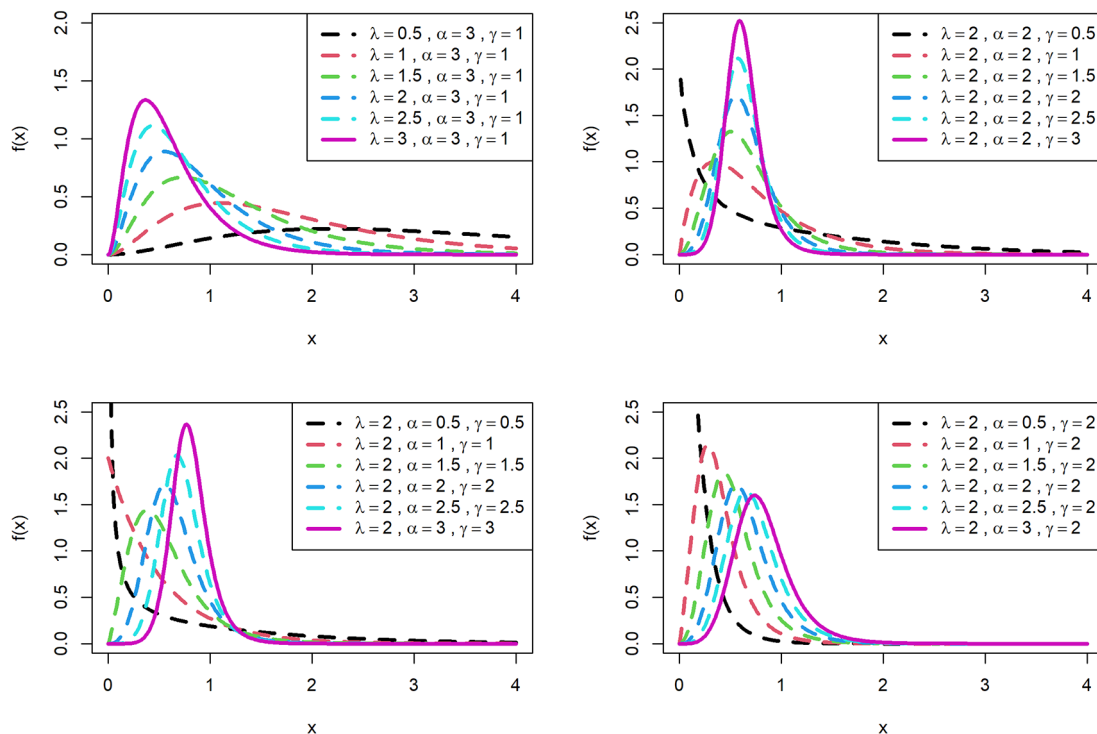 λ = 0.5 , α = 3 , γ = 1
λ = 1 , α = 3 , γ = 1
λ = 1.5 , α = 3 , γ = 1
λ = 2 , α = 3 , γ = 1
λ = 2.5 , α = 3 , γ = 1
λ = 3 , α = 3 , γ = 1
2.0
1.5
1.0
0.5
0.0
f(x)
0 1 2 3 4
x
λ = 2 , α = 2 , γ = 0.5
λ = 2 , α = 2 , γ = 1
λ = 2 , α = 2 , γ = 1.5
λ = 2 , α = 2 , γ = 2
λ = 2 , α = 2 , γ = 2.5
λ = 2 , α = 2 , γ = 3
2.5
2.0
1.5
1.0
0.5
0.0
f(x)
0 1 2 3 4
x
λ = 2 , α = 0.5 , γ = 0.5
λ = 2 , α = 1 , γ = 1
λ = 2 , α = 1.5 , γ = 1.5
λ = 2 , α = 2 , γ = 2
λ = 2 , α = 2.5 , γ = 2.5
λ = 2 , α = 3 , γ = 3
2.5
2.0
1.5
1.0
0.5
0.0
f(x)
0 1 2 3 4
x
λ = 2 , α = 0.5 , γ = 2
λ = 2 , α = 1 , γ = 2
λ = 2 , α = 1.5 , γ = 2
λ = 2 , α = 2 , γ = 2
λ = 2 , α = 2.5 , γ = 2
λ = 2 , α = 3 , γ = 2
2.5
2.0
1.5
1.0
0.5
0.0
f(x)
0 1 2 3 4
x